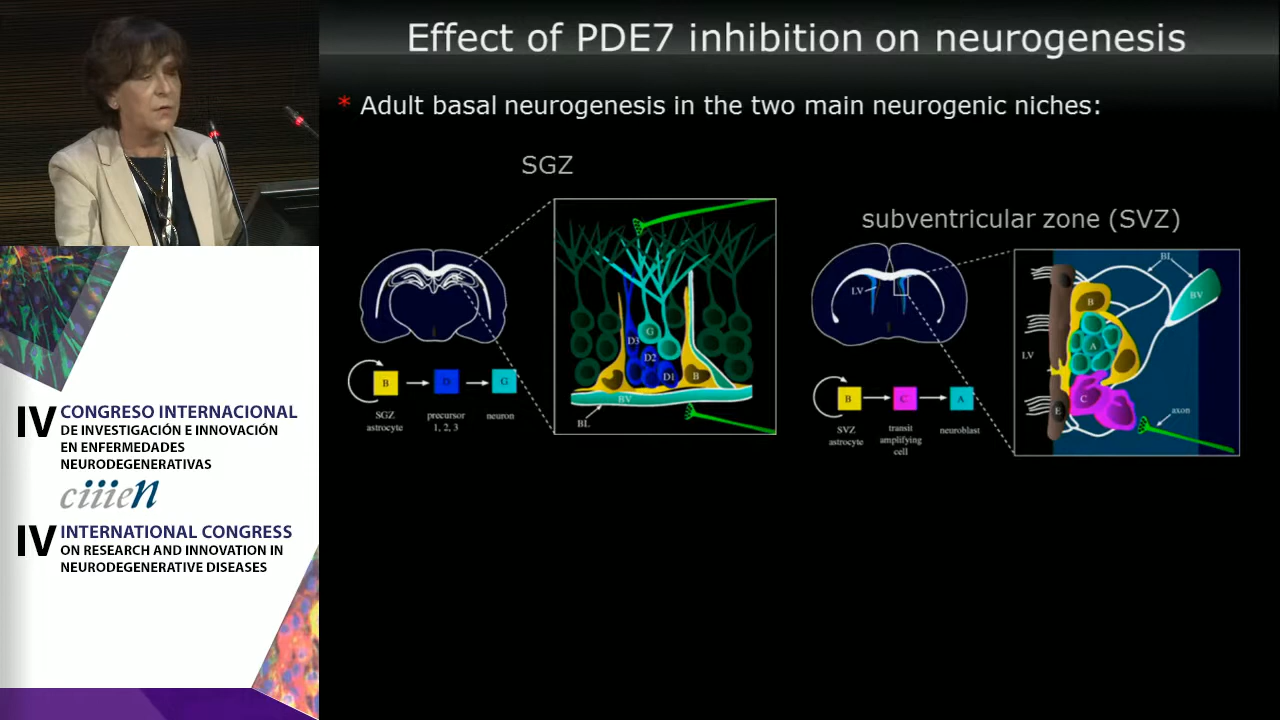 Effect of PDE7 inhibition on neurogenesis
* Adult basal neurogenesis in the two main neurogenic niches:
SGZ
D3
G
D2
D1
B
BV
BL
B
D
G
SGZ
astrocyte
precursor
1, 2, 3
neuron
subventricular zone (SVZ)
LV
BL
BV
B
A
LV
C
E
axon
B
C
A
SVZ
astrocyte
transit
amplifying
cell
neuroblast
IV CONGRESO INTERNACIONAL
DE INVESTIGACIÓN E INNOVACIÓN
EN ENFERMEDADES
NEURODEGENERATIVAS
ciiieN
IV INTERNATIONAL CONGRESS
ON RESEARCH AND INNOVATION IN
NEURODEGENERATIVE DISEASES